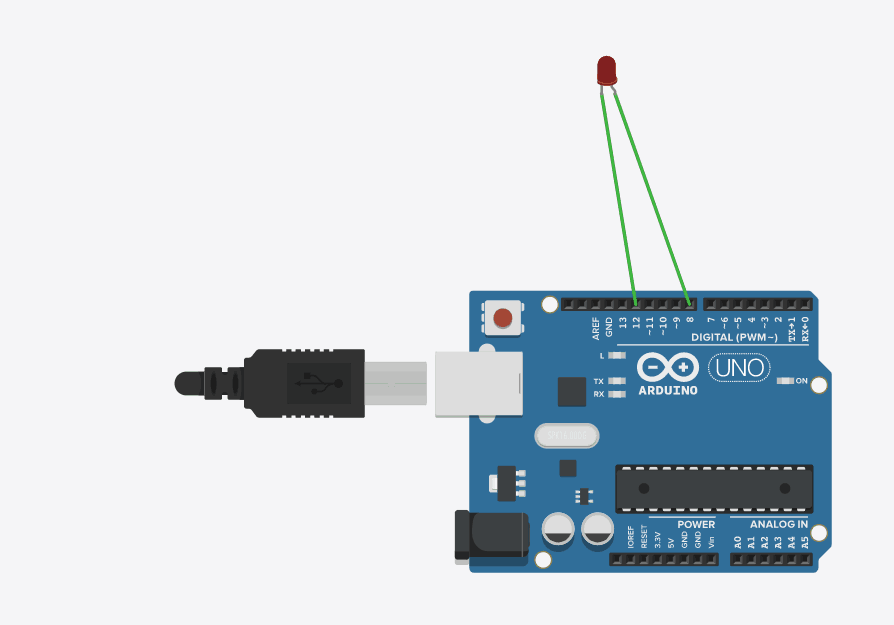 AREF
GND
13
12
~11
~10
~9
8
7
~6
~5
4
~3
2
TX→1
RX←0
DIGITAL (PWM~)
L
TX
RX
UNO
ON
ARDUINO
POWER
ANALOG IN
IOREF
RESET
3.3V
5V
GND
GND
Vin
A0
A1
A2
A3
A4
A5